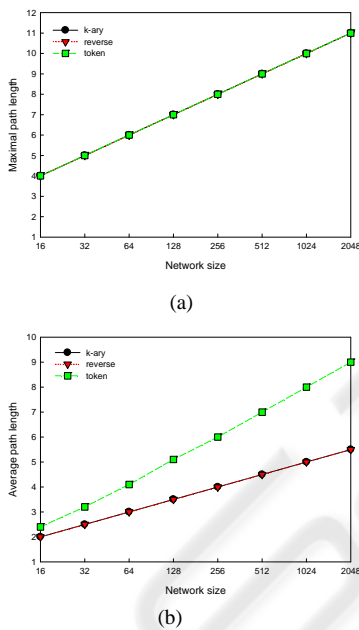 12
11
10
9
8
7
6
5
4
3
2
1
Maximal path length
k-ary
reverse
token
16 32 64 128 256 512 1024 2048
Network size
(a)
10
9
8
7
6
5
4
3
2
1
Average path length
k-ary
reverse
token
16 32 64 128 256 512 1024 2048
Network size
(b)